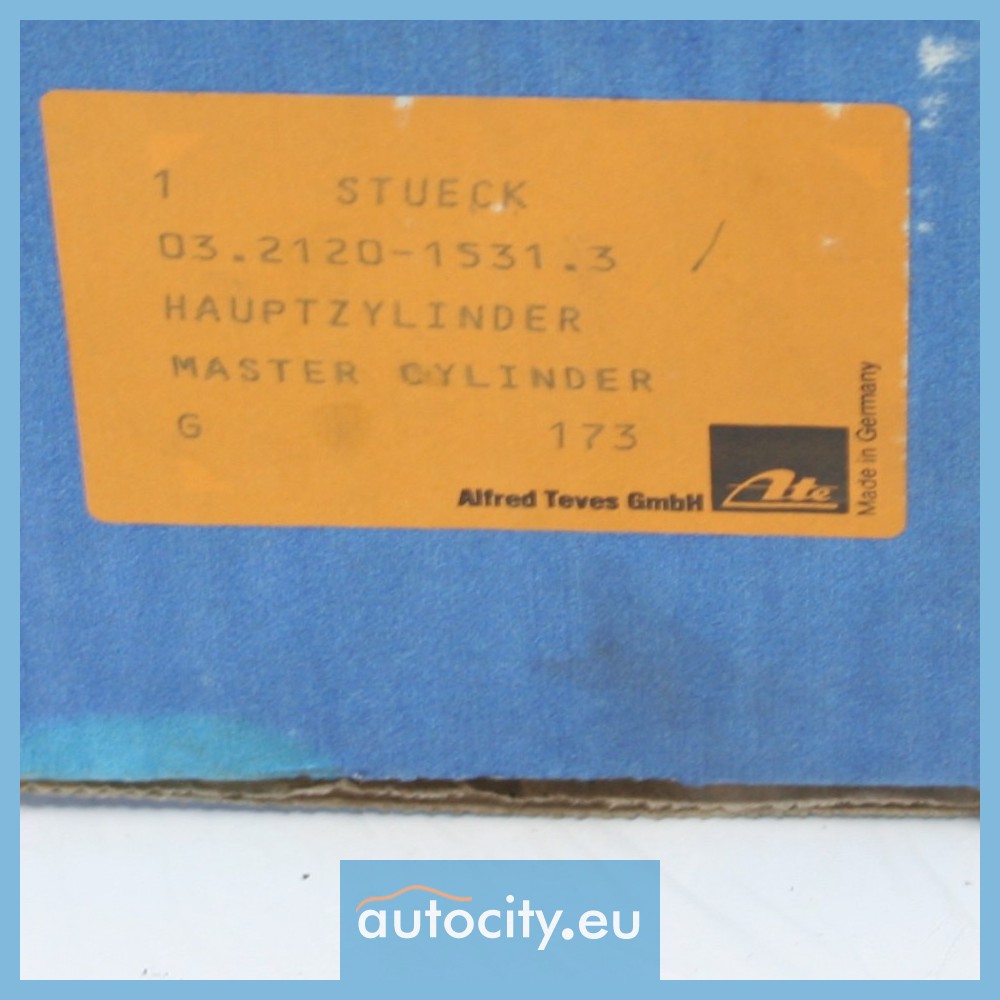 1 STUECK
03.2120-1531.3 /
HAUPTZYLINDER
MASTER CYLINDER
G 173
Alfred Teves GmbH Ate
Made in Germany
autocity.eu